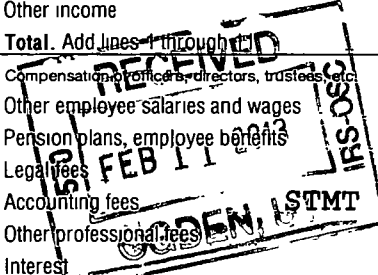 Other income
Total. Add lines 1 through 11
Compensation of officers, directors, trustees, etc.
Other employee salaries and wages
Pension plans, employee benefits
Legal fees
Accounting fees STMT
Other professional fees
Interest
RECEIVED
FEB 11 2013
OGDEN, UT
IRS-OSC